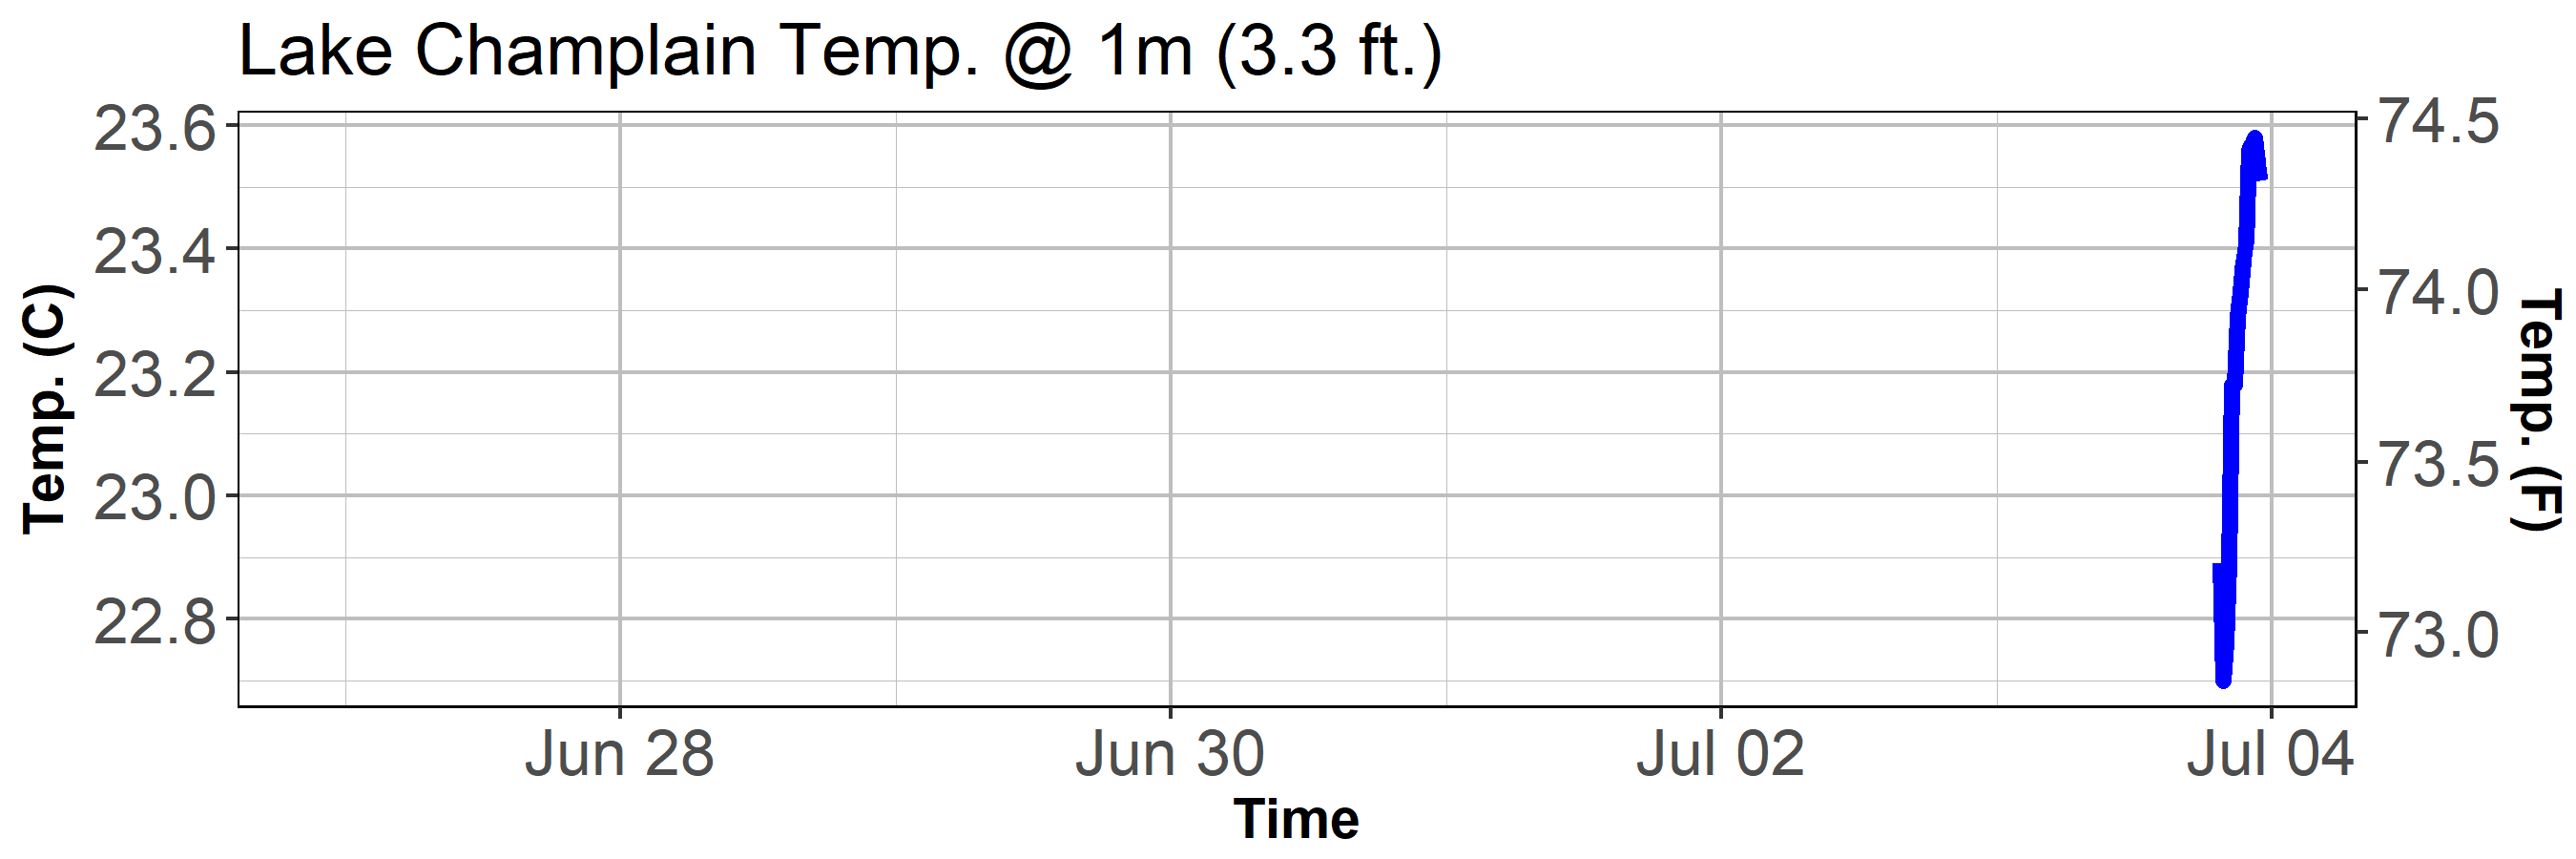 Lake Champlain Temp. @ 1m (3.3 ft.)
23.6
23.4
23.2
23.0
22.8
Temp. (C)
74.5
74.0
73.5
73.0
Temp. (F)
Jun 28
Jun 30
Jul 02
Jul 04
Time